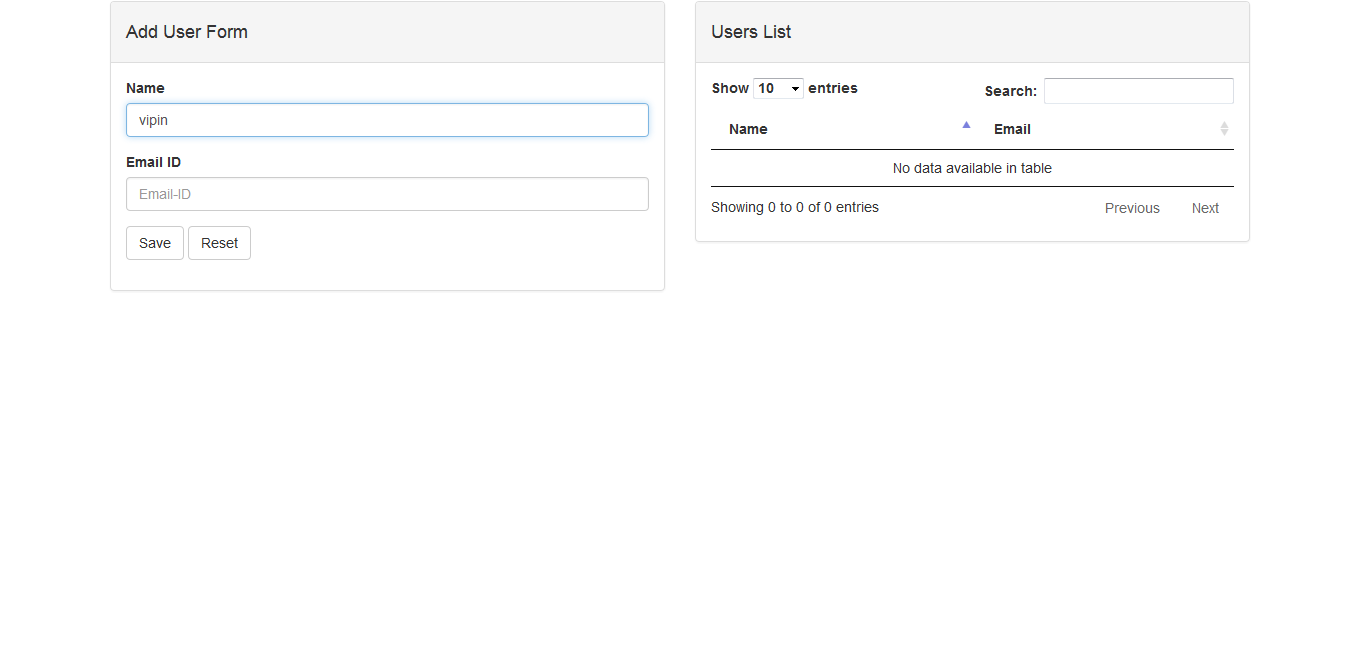 Add User Form
Name
vipin
Email ID
Email-ID
Save Reset
Users List
Show 10 entries Search:
Name Email
No data available in table
Showing 0 to 0 of 0 entries Previous Next